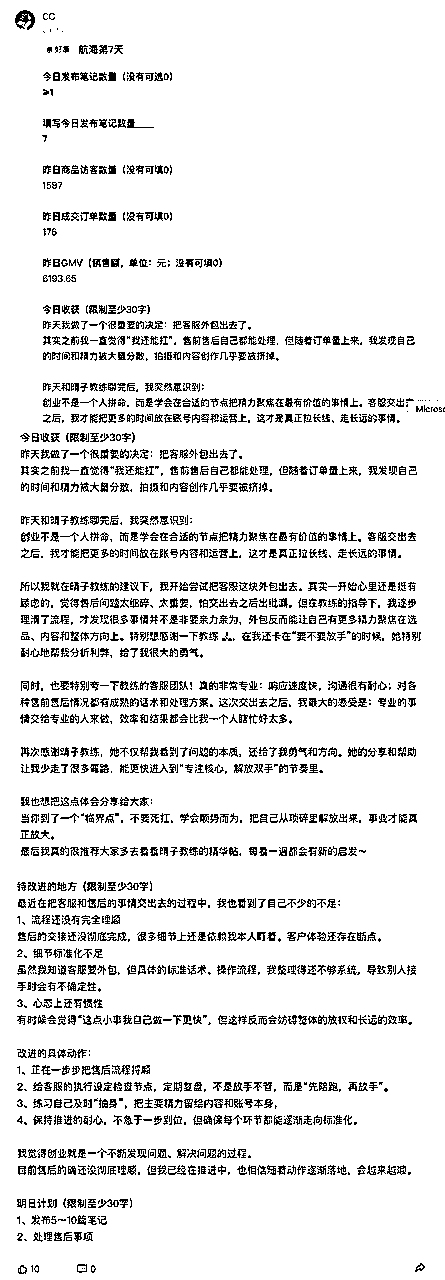 CC
好事 航海第7天
今日发布笔记数量（没有可选0）
≥1
填写今日发布笔记数量____
7
昨日商品访客数量（没有可填0）
1597
昨日成交订单数量（没有可填0）
176
昨日GMV（销售额，单位：元；没有可填0）
6193.65
今日收获（限制至少30字）
昨天我做了一个很重要的决定：把客服外包出去了。
其实之前我一直觉得“我还能扛”，售前售后自己都能处理，但随着订单量上来，我发现自己
的时间和精力被大量分散，拍摄和内容创作几乎要被挤掉。
昨天和晴子教练聊完后，我突然意识到：
创业不是一个人拼命，而是学会在合适的节点把精力聚焦在最有价值的事情上。客服交出去
之后，我才能把更多的时间放在账号内容和运营上，这才是真正拉长线、走长远的事情。
Microso
今日收获（限制至少30字）
昨天我做了一个很重要的决定：把客服外包出去了。
其实之前我一直觉得“我还能扛”，售前售后自己都能处理，但随着订单量上来，我发现自己
的时间和精力被大量分散，拍摄和内容创作几乎要被挤掉。
昨天和晴子教练聊完后，我突然意识到：
创业不是一个人拼命，而是学会在合适的节点把精力聚焦在最有价值的事情上。客服交出去
之后，我才能把更多的时间放在账号内容和运营上，这才是真正拉长线、走长远的事情。
所以我就在晴子教练的建议下，我开始尝试把客服这块外包出去。其实一开始心里还是挺有
顾虑的，觉得售后问题太细碎、太重要，怕交出去之后出纰漏。但在教练的指导下，我逐步
理清了流程，才发现很多事情并不是非要亲力亲为，外包反而能让自己有更多精力聚焦在选
品、内容和整体方向上。特别想感谢一下教练，在我还卡在“要不要放手”的时候，她特别
耐心地帮我分析利弊，给了我很大的勇气。
同时，也要特别夸一下教练的客服团队！真的非常专业：响应速度快，沟通很有耐心；对各
种售前售后情况都有成熟的话术和处理方案。这次交出去之后，我最大的感受是：专业的事
情交给专业的人来做，效率和结果都会比我一个人瞎忙好太多。
再次感谢晴子教练，她不仅帮我看到了问题的本质，还给了我勇气和方向。她的分享和帮助
让我少走了很多弯路，能更快进入到“专注核心，解放双手”的节奏里。
我也想把这点体会分享给大家：
当你到了一个“临界点”，不要死扛，学会顺势而为，把自己从琐碎里解放出来，事业才能真
正放大。
最后我真的很推荐大家多去看看晴子教练的精华帖，每看一遍都会有新的启发～
待改进的地方（限制至少30字）
最近在把客服和售后的事情交出去的过程中，我也看到了自己不少的不足：
1、流程还没有完全理顺
售后的交接还没彻底完成，很多细节上还是依赖我本人盯着。客户体验还存在断点。
2、细节标准化不足
虽然我知道客服要外包，但具体的标准话术、操作流程，我整理得还不够系统，导致别人接
手时会有不确定性。
3、心态上还有惯性
有时候会觉得“这点小事我自己做一下更快”，但这样反而会妨碍整体的放权和长远的效率。
改进的具体动作：
1、正在一步步把售后流程捋顺
2、给客服的执行设定检查节点，定期复盘，不是放手不管，而是“先陪跑，再放手”。
3、练习自己及时“抽身”，把主要精力留给内容和账号本身，
4、保持推进的耐心，不急于一步到位，但确保每个环节都能逐渐走向标准化。
我觉得创业就是一个不断发现问题、解决问题的过程。
目前售后的确还没彻底理顺，但我已经在推进中，也相信随着动作逐渐落地，会越来越顺。
明日计划（限制至少30字）
1、发布5～10篇笔记
2、处理售后事项
10
0